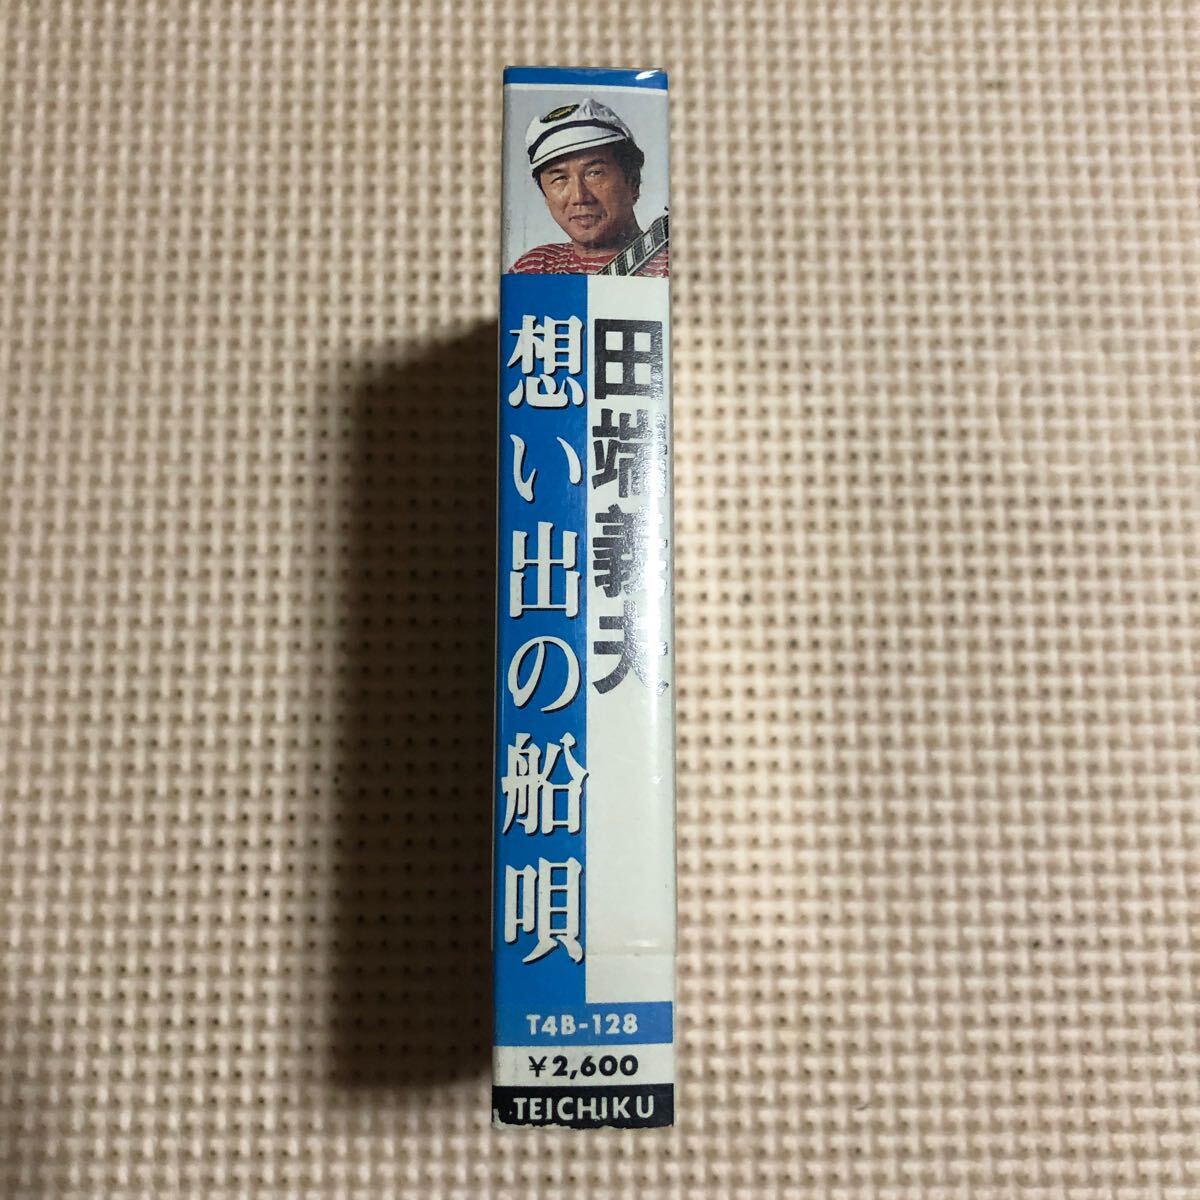 田端義夫
想い出の船唄
T4B-128
¥2,600
TEICHIKU